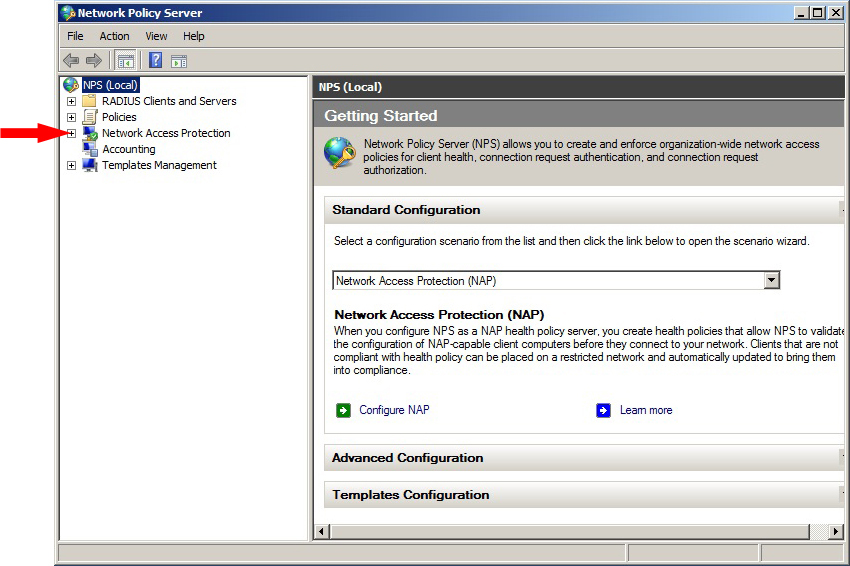 Network Policy Server
File Action View Help
NPS (Local)
RADIUS Clients and Servers
Policies
Network Access Protection
Accounting
Templates Management
NPS (Local)
Getting Started
Network Policy Server (NPS) allows you to create and enforce organization-wide network access
policies for client health, connection request authentication, and connection request
authorization.
Standard Configuration
Select a configuration scenario from the list and then click the link below to open the scenario wizard.
Network Access Protection (NAP)
Network Access Protection (NAP)
When you configure NPS as a NAP health policy server, you create health policies that allow NPS to validate
the configuration of NAP-capable client computers before they connect to your network. Clients that are not
compliant with health policy can be placed on a restricted network and automatically updated to bring them
into compliance.
Configure NAP
Learn more
Advanced Configuration
Templates Configuration